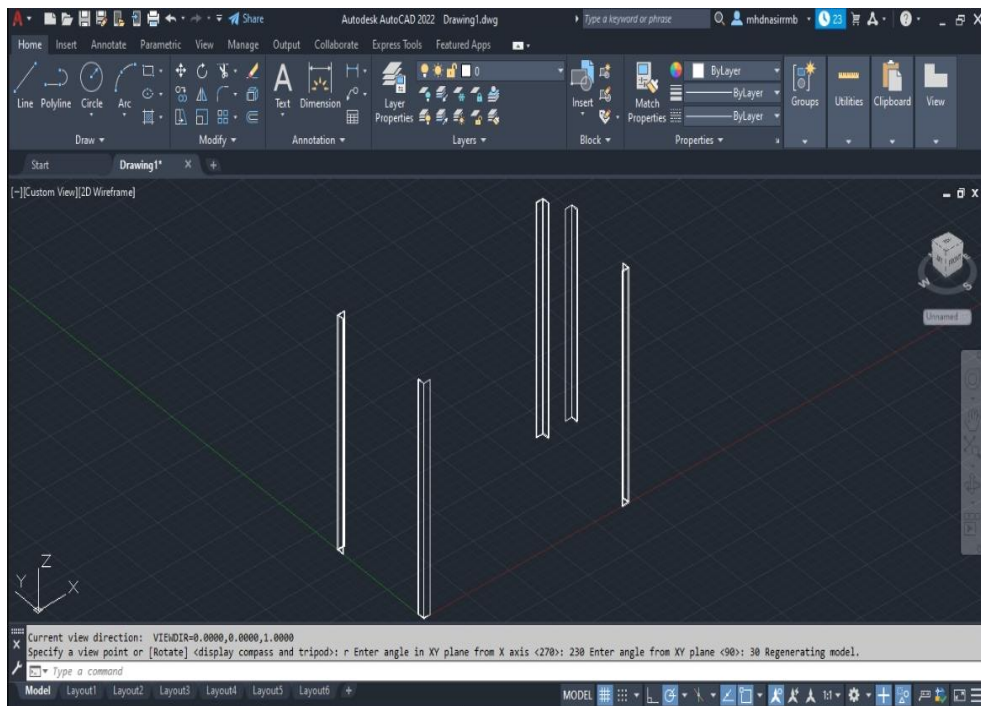 Share
Autodesk AutoCAD 2022 Drawing1.dwg
Type a keyword or phrase
mhdnasirrmb
23
Home Insert Annotate Parametric View Manage Output Collaborate Express Tools Featured Apps
0
ByLayer
ByLayer
ByLayer
Line Polyline Circle Arc
Text Dimension
Layer Properties
Insert
Match Properties
Groups Utilities Clipboard View
Draw Modify Annotation Layers Block Properties
Start Drawing1* X +
[-][Custom View][2D Wireframe]
W S
Unnamed
Z
Y
X
Current view direction: VIEWDIR=0.0000,0.0000,1.0000
Specify a view point or [Rotate] <display compass and tripod>: r Enter angle in XY plane from X axis <270>: 230 Enter angle from XY plane <90>: 30 Regenerating model.
Type a command
Model Layout1 Layout2 Layout3 Layout4 Layout5 Layout6 +
MODEL 1:1